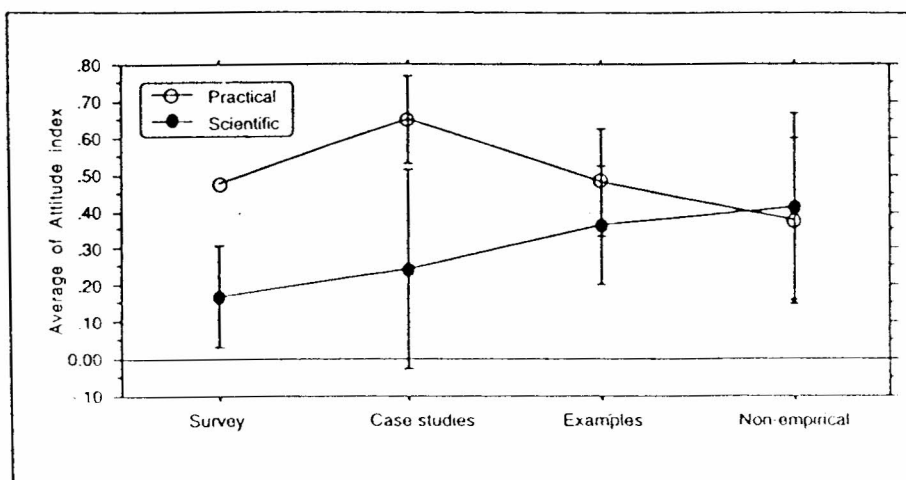 .80
.70
.60
.50
.40
.30
.20
.10
0.00
.10
Average of Attitude index
Practical
Scientific
Survey
Case studies
Examples
Non-empirical